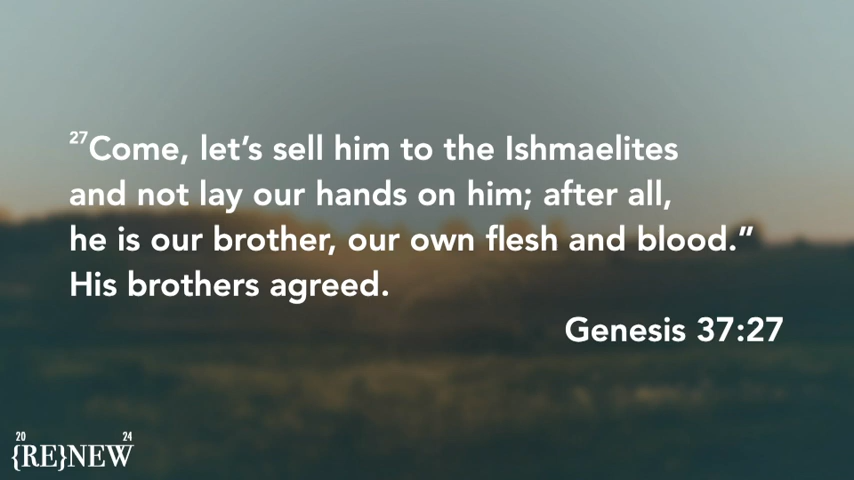 27Come, let’s sell him to the Ishmaelites
and not lay our hands on him; after all,
he is our brother, our own flesh and blood.”
His brothers agreed.
Genesis 37:27
20 24
{RE}NEW